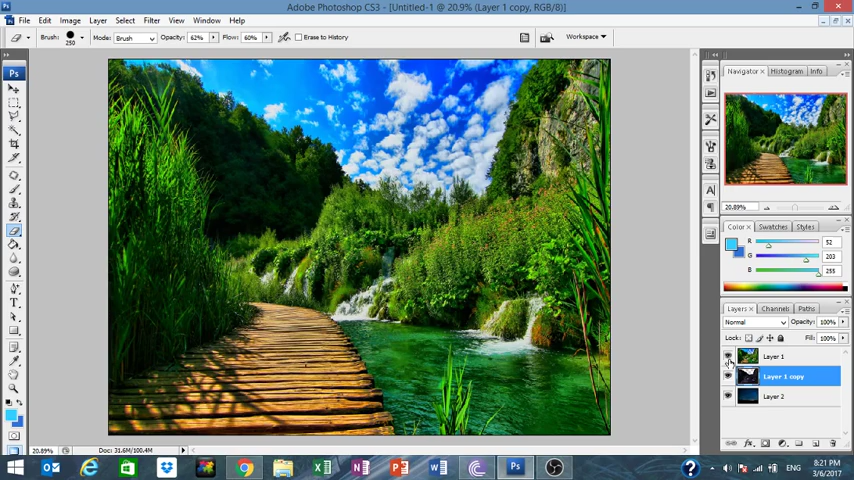 Adobe Photoshop CS3 - [Untitled-1 @ 20.9% (Layer 1 copy, RGB/8)]
File Edit Image Layer Select Filter View Window Help
Brush: 250 Mode: Brush Opacity: 62% Flow: 60% Erase to History Workspace
Ps
Navigator × Histogram Info
20.89%
Color × Swatches Styles
R 52
G 203
B 255
Layers × Channels Paths
Normal Opacity: 100%
Lock: Fill: 100%
Layer 1
Layer 1 copy
Layer 2
20.89% Doc: 31.6M/100.4M
ENG 8:21 PM
3/6/2017